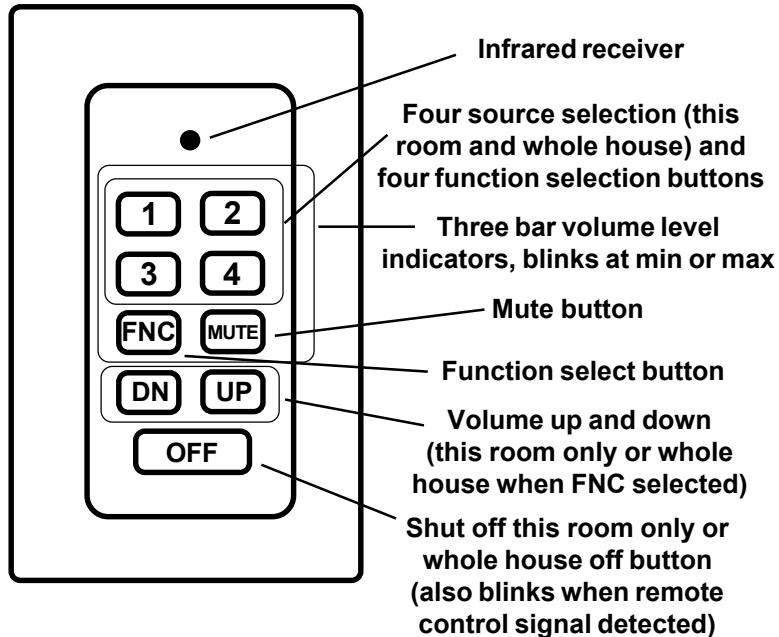 Infrared receiver
Four source selection (this
room and whole house) and
four function selection buttons
1 2
Three bar volume level
indicators, blinks at min or max
3 4
Mute button
FNC MUTE
Function select button
DN UP
Volume up and down
(this room only or whole
house when FNC selected)
OFF
Shut off this room only or
whole house off button
(also blinks when remote
control signal detected)